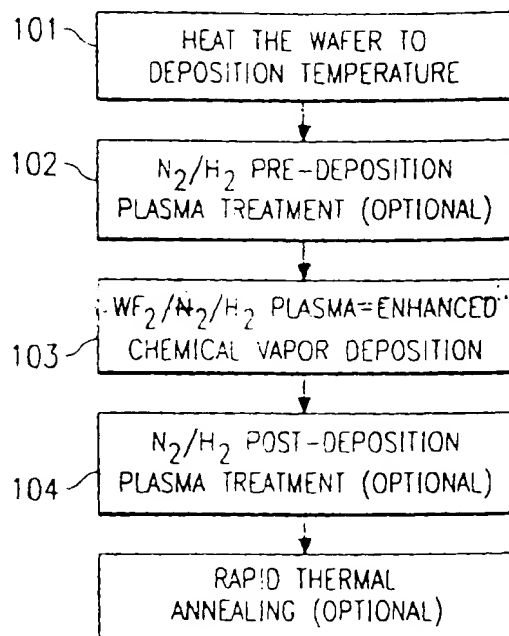 101
HEAT THE WAFER TO
DEPOSITION TEMPERATURE
102
N2/H2 PRE-DEPOSITION
PLASMA TREATMENT (OPTIONAL)
103
WF2/N2/H2 PLASMA=ENHANCED
CHEMICAL VAPOR DEPOSITION
104
N2/H2 POST-DEPOSITION
PLASMA TREATMENT (OPTIONAL)
RAPID THERMAL
ANNEALING (OPTIONAL)